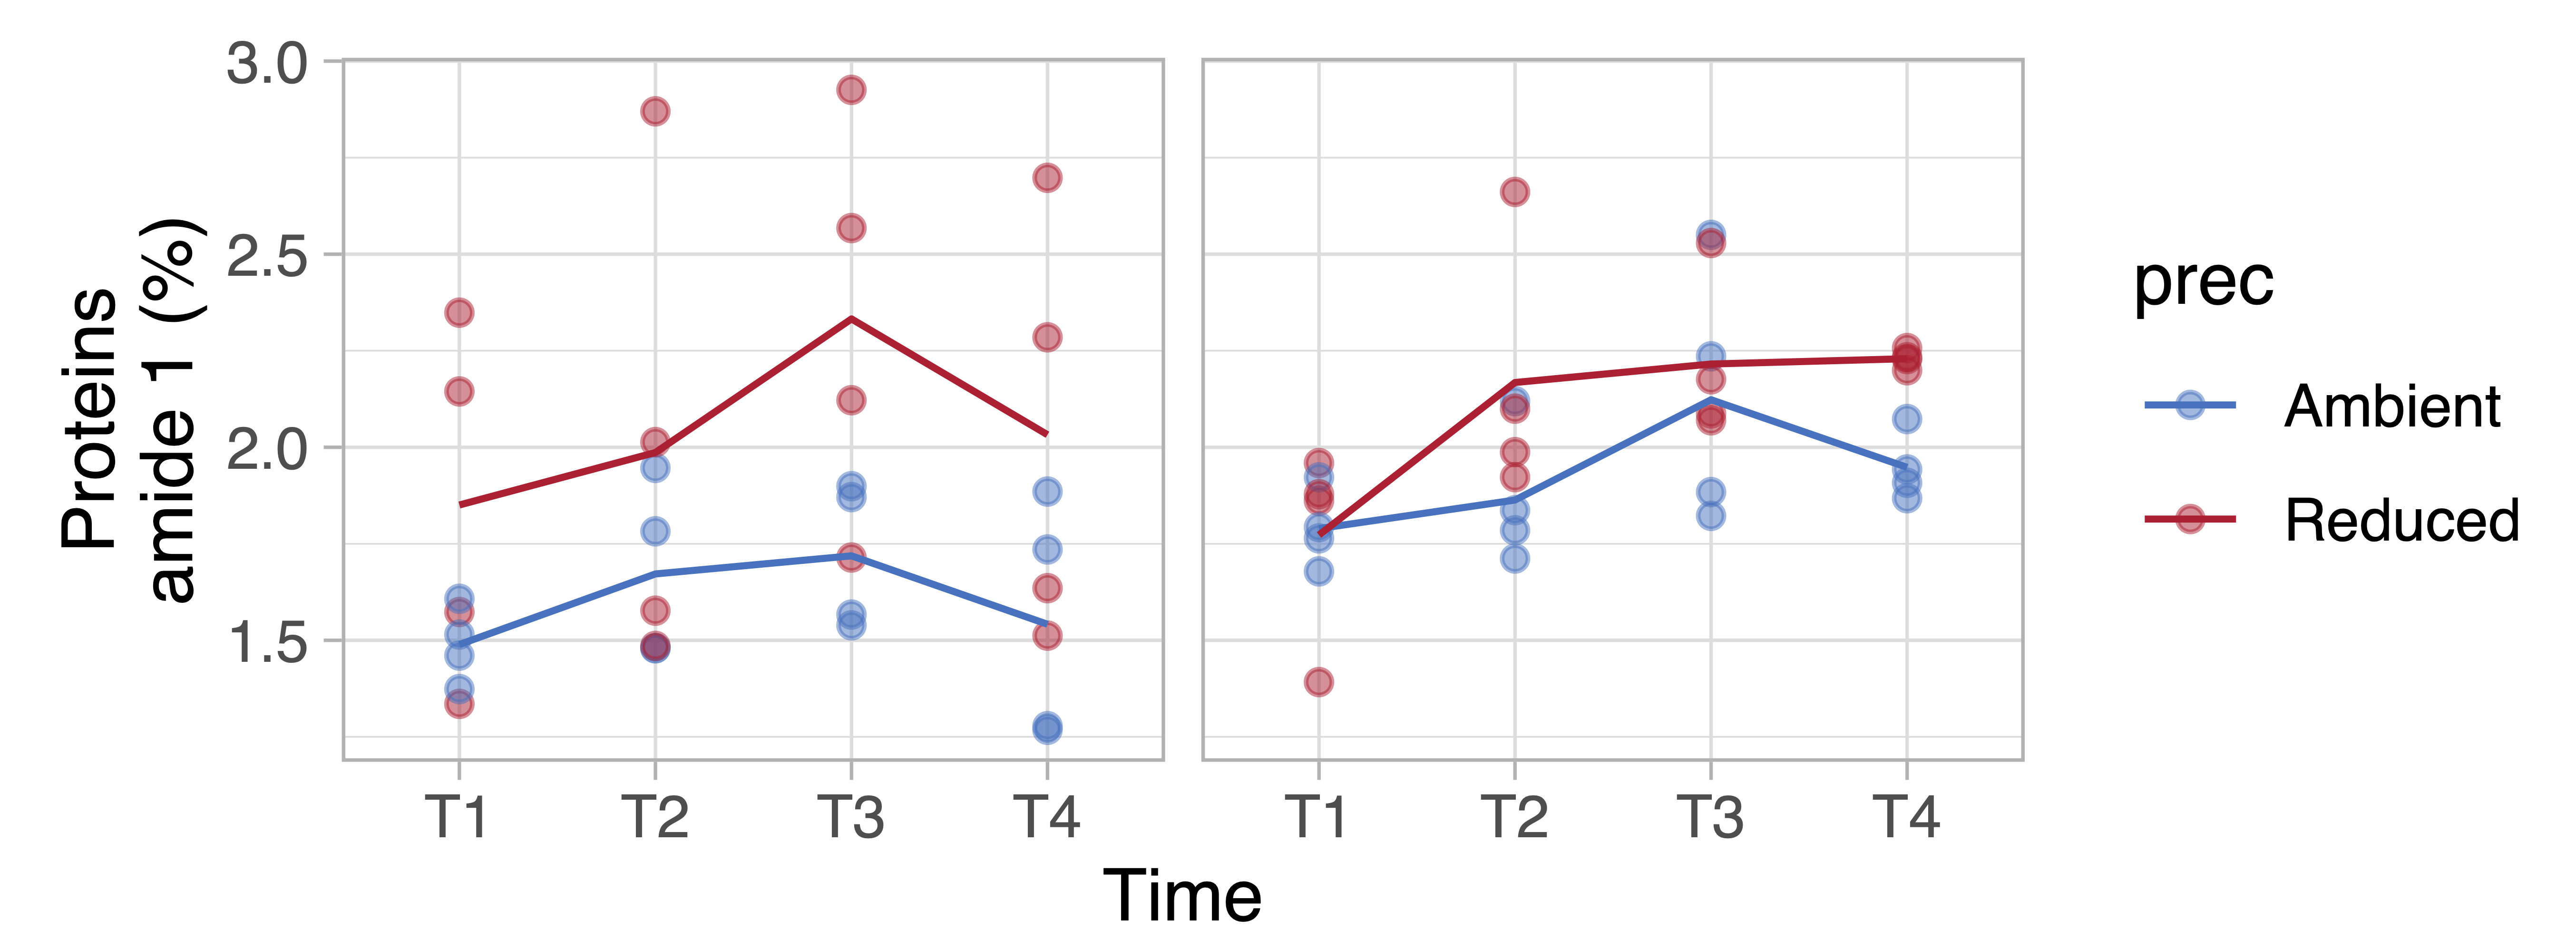 Proteins
amide 1 (%)
3.0
2.5
2.0
1.5
T1 T2 T3 T4
T1 T2 T3 T4
Time
prec
Ambient
Reduced